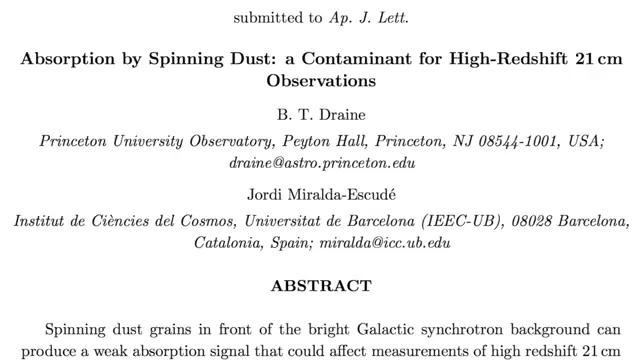 submitted to Ap. J. Lett.
Absorption by Spinning Dust: a Contaminant for High-Redshift 21 cm
Observations
B. T. Draine
Princeton University Observatory, Peyton Hall, Princeton, NJ 08544-1001, USA;
draine@astro.princeton.edu
Jordi Miralda-Escudé
Institut de Ciències del Cosmos, Universitat de Barcelona (IEEC-UB), 08028 Barcelona,
Catalonia, Spain; miralda@icc.ub.edu
ABSTRACT
Spinning dust grains in front of the bright Galactic synchrotron background can
produce a weak absorption signal that could affect measurements of high redshift 21 cm